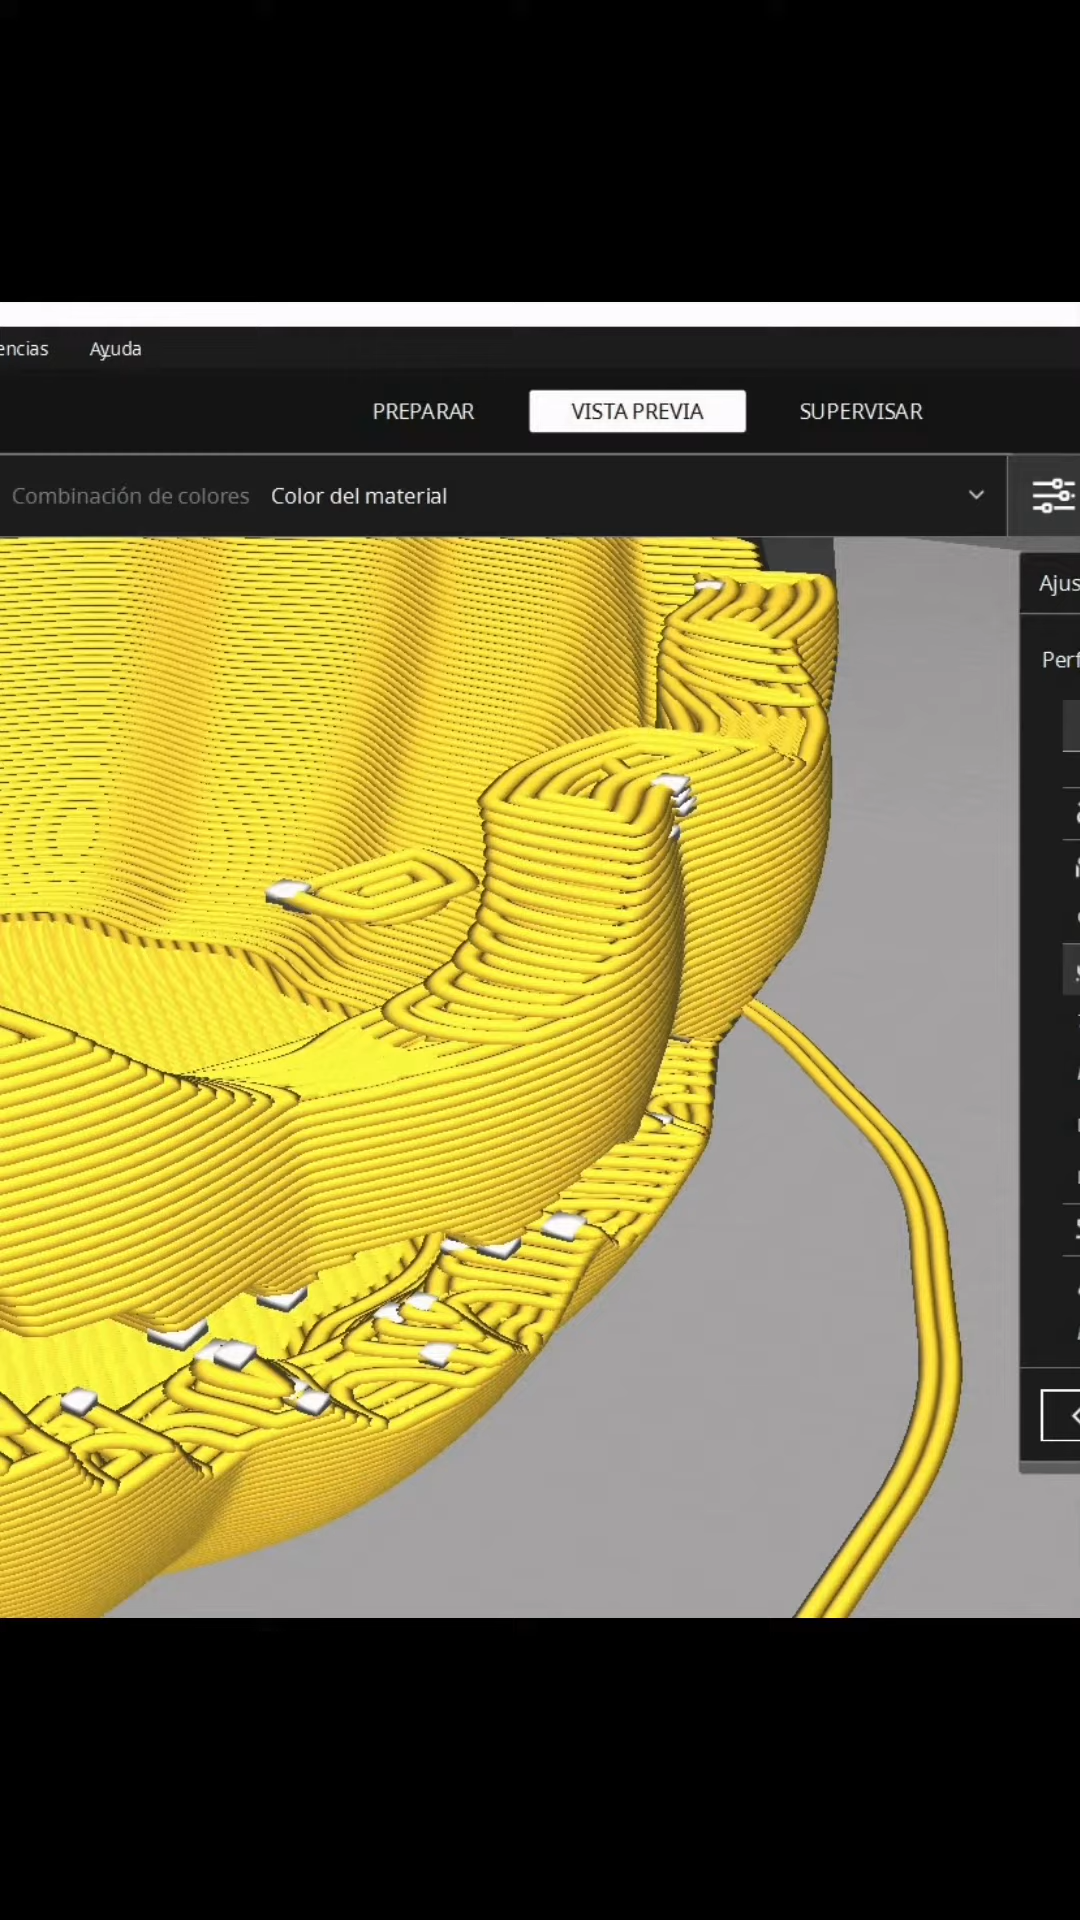 encias Ayuda
PREPARAR VISTA PREVIA SUPERVISAR
Combinación de colores Color del material
Ajus
Perf